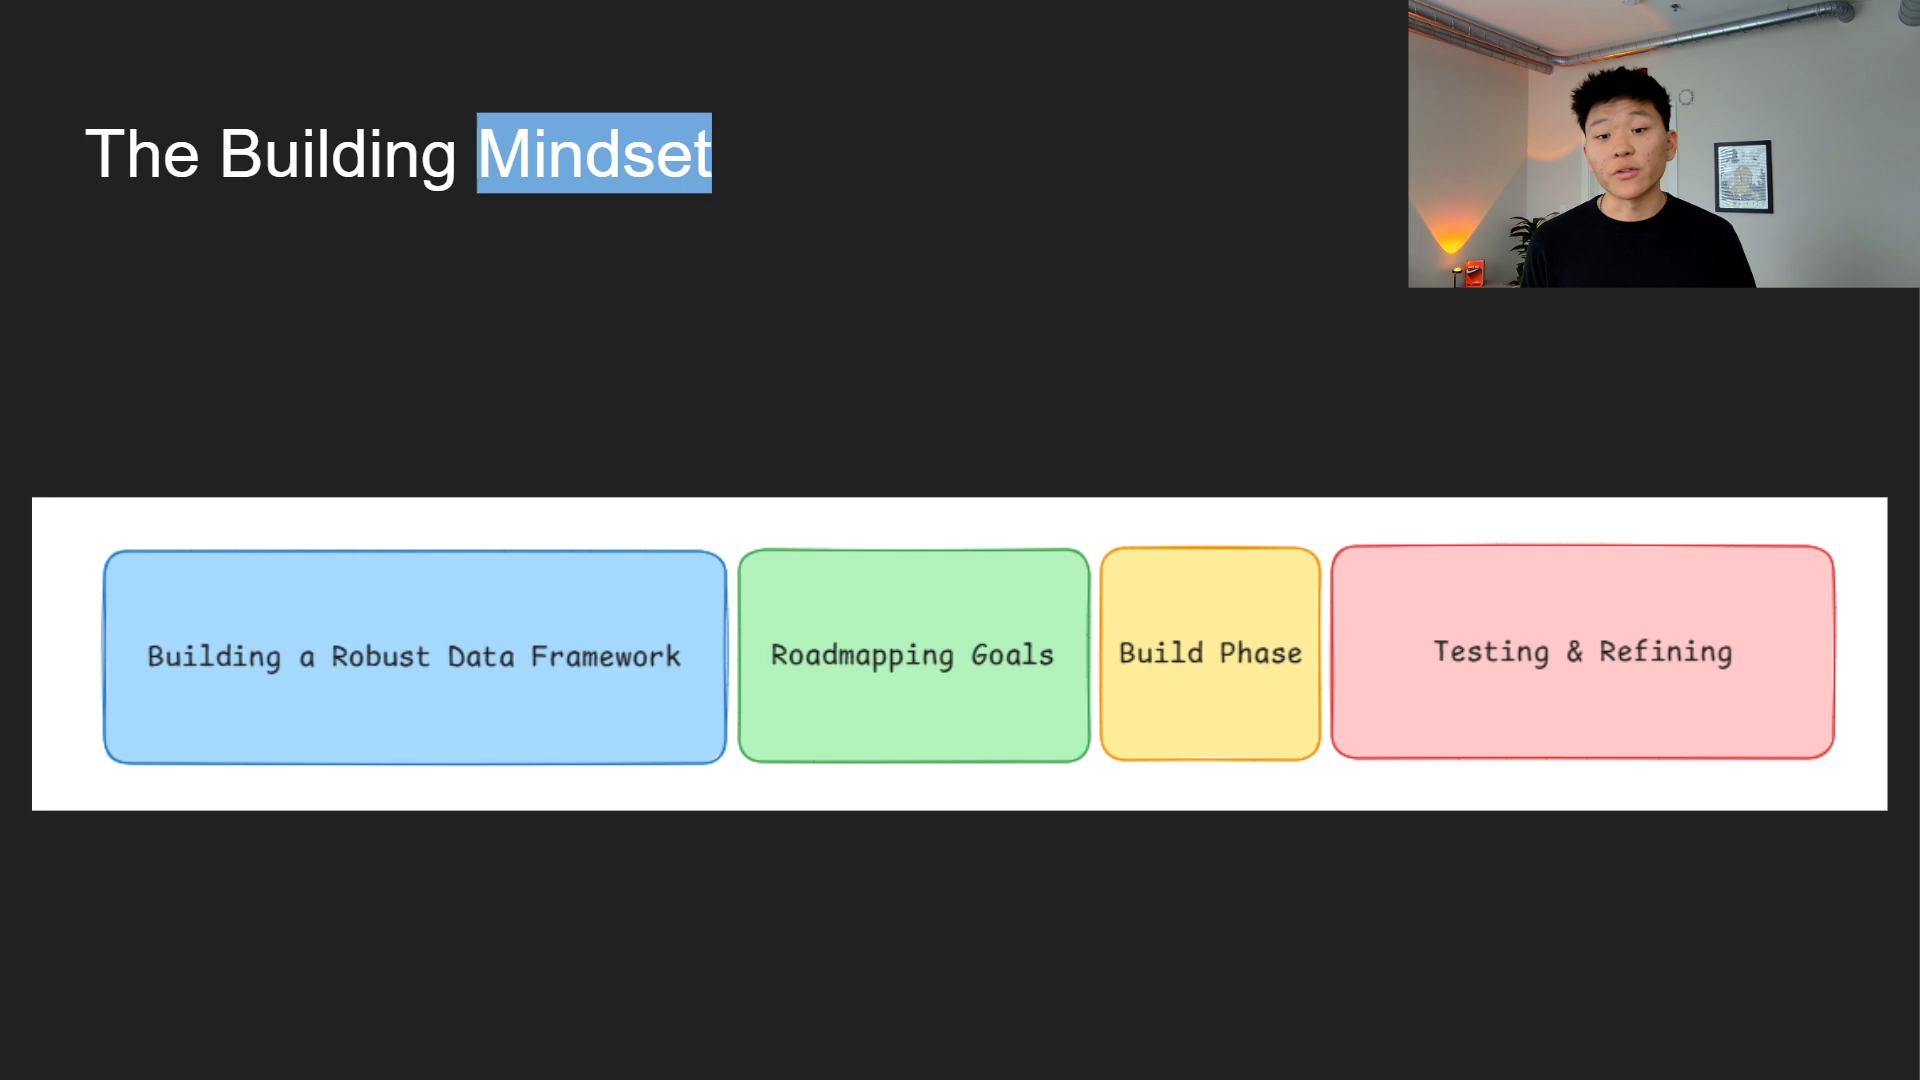 The Building Mindset
Building a Robust Data Framework
Roadmapping Goals
Build Phase
Testing & Refining